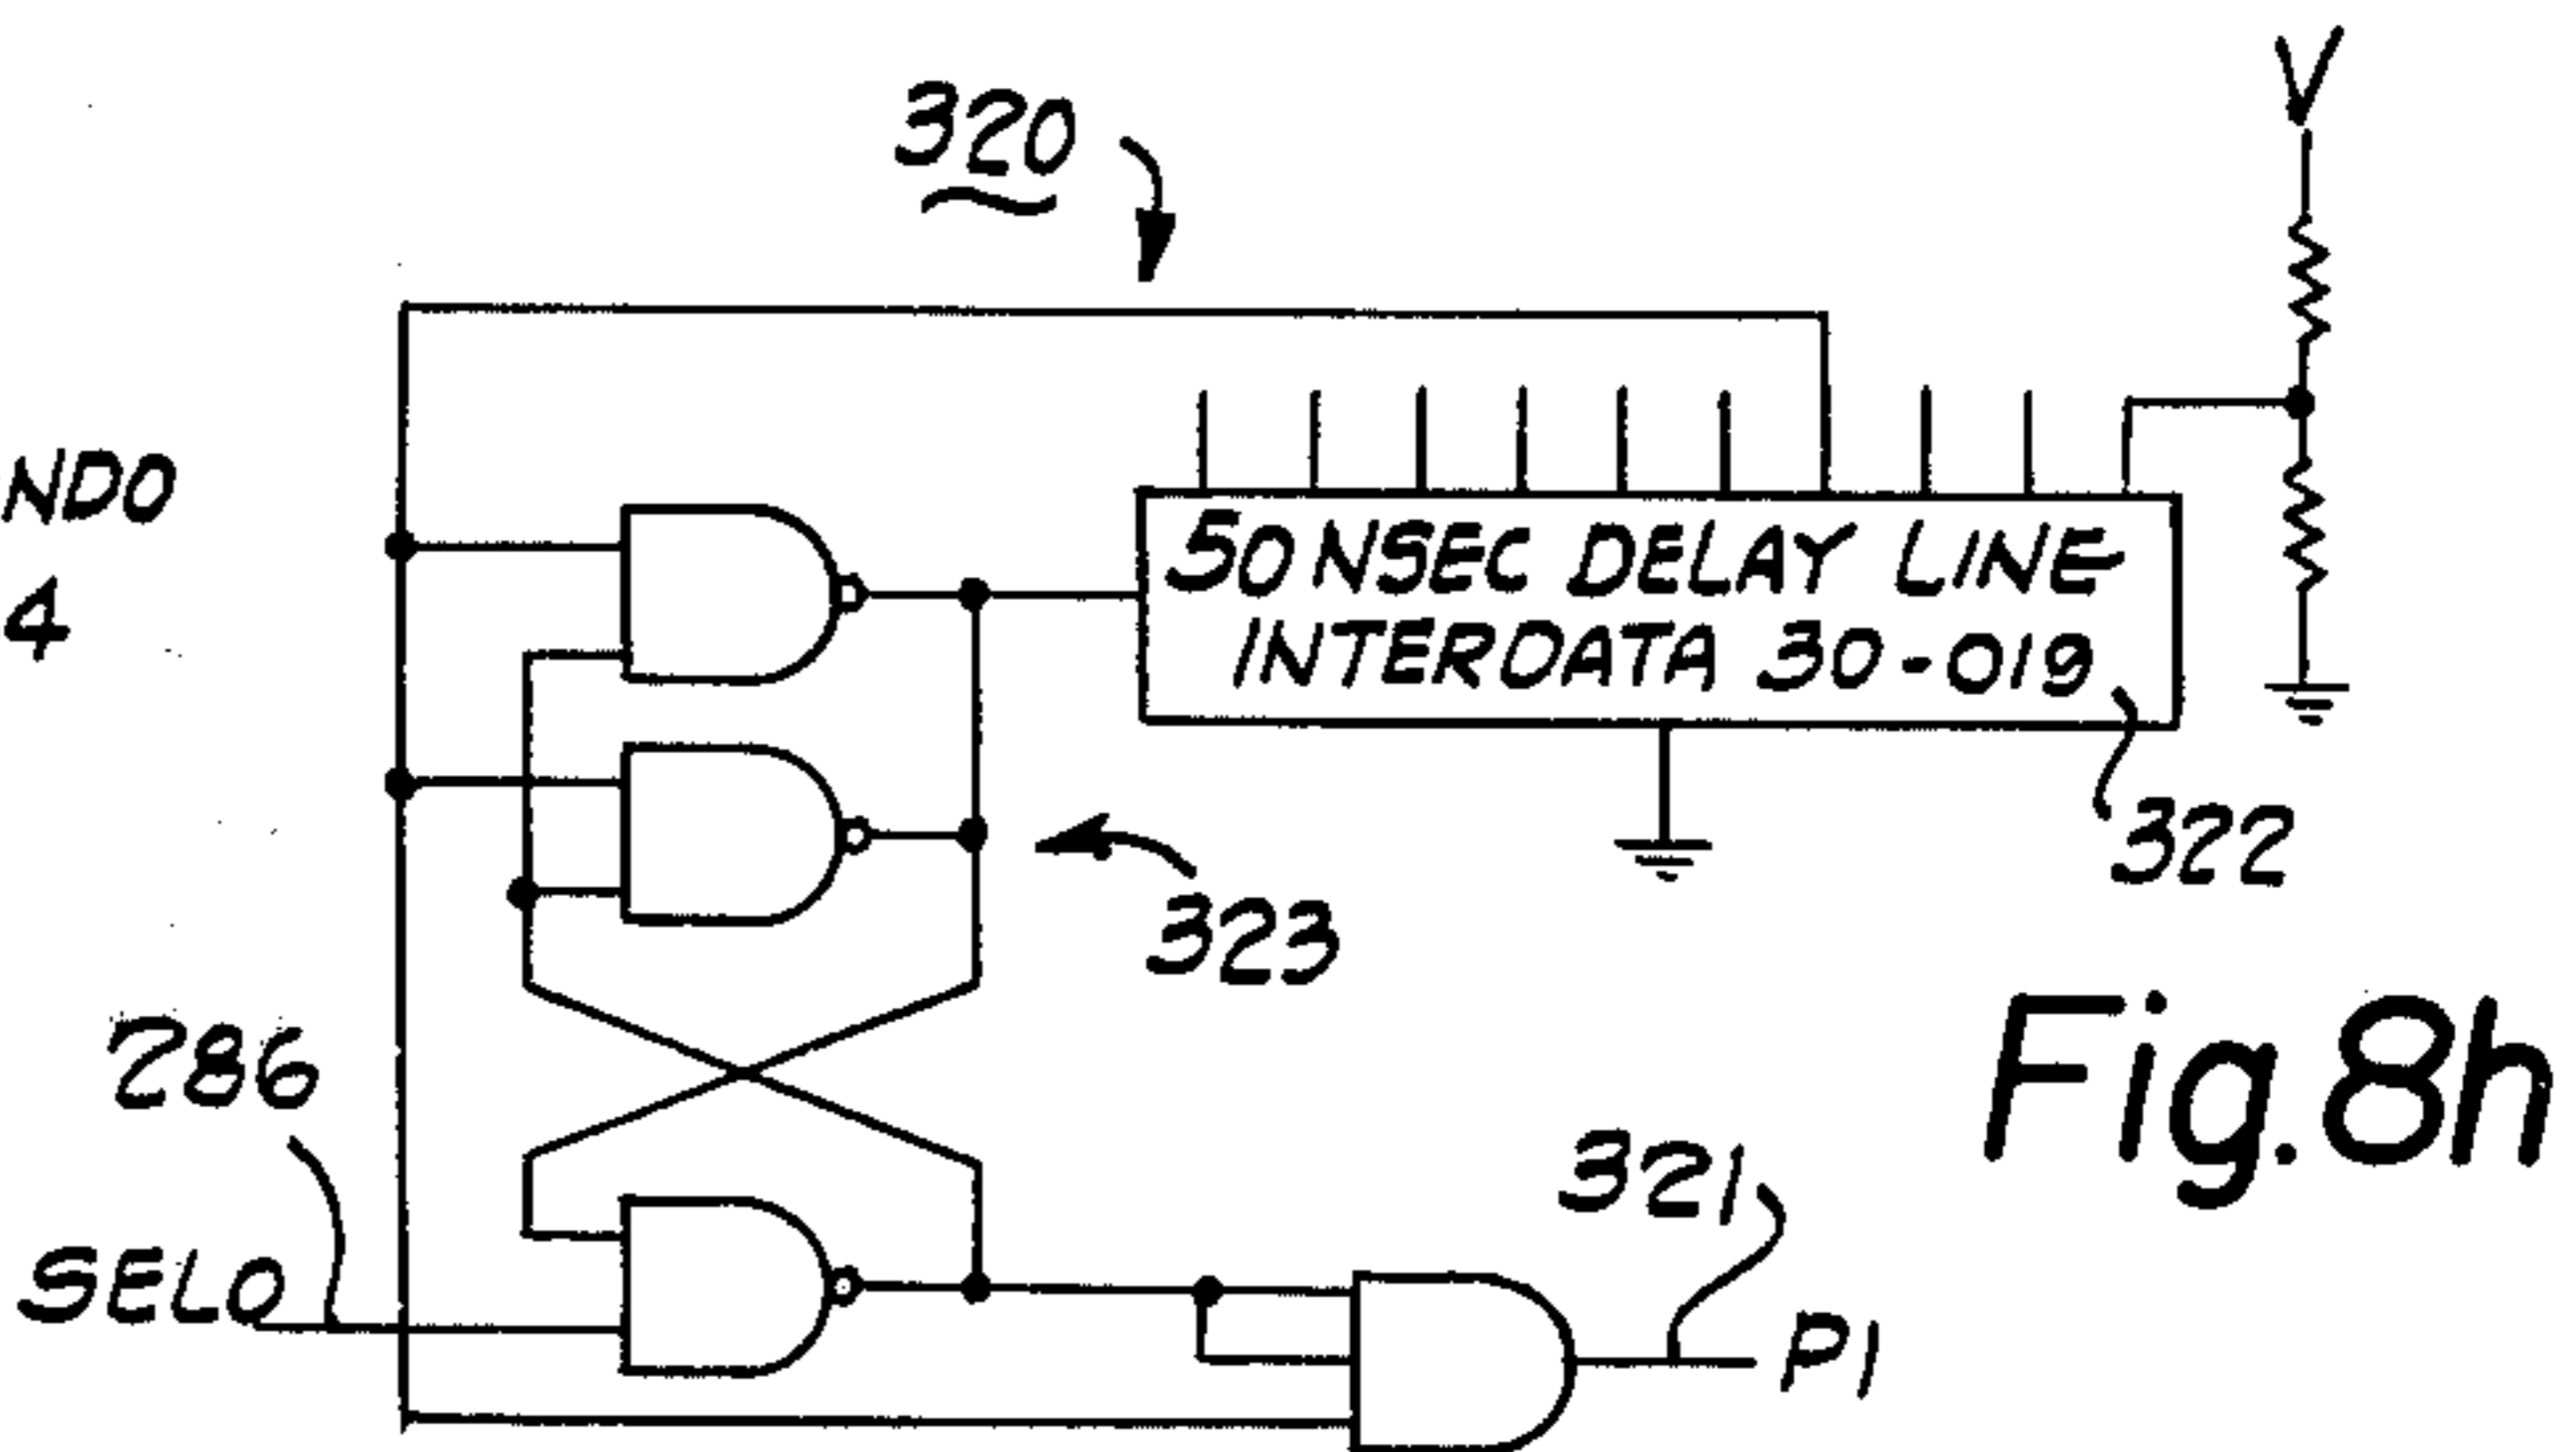 320
V
NDO
4
50 NSEC DELAY LINE
INTERDATA 30-019
322
323
286
SELO
321
P1
Fig.8h